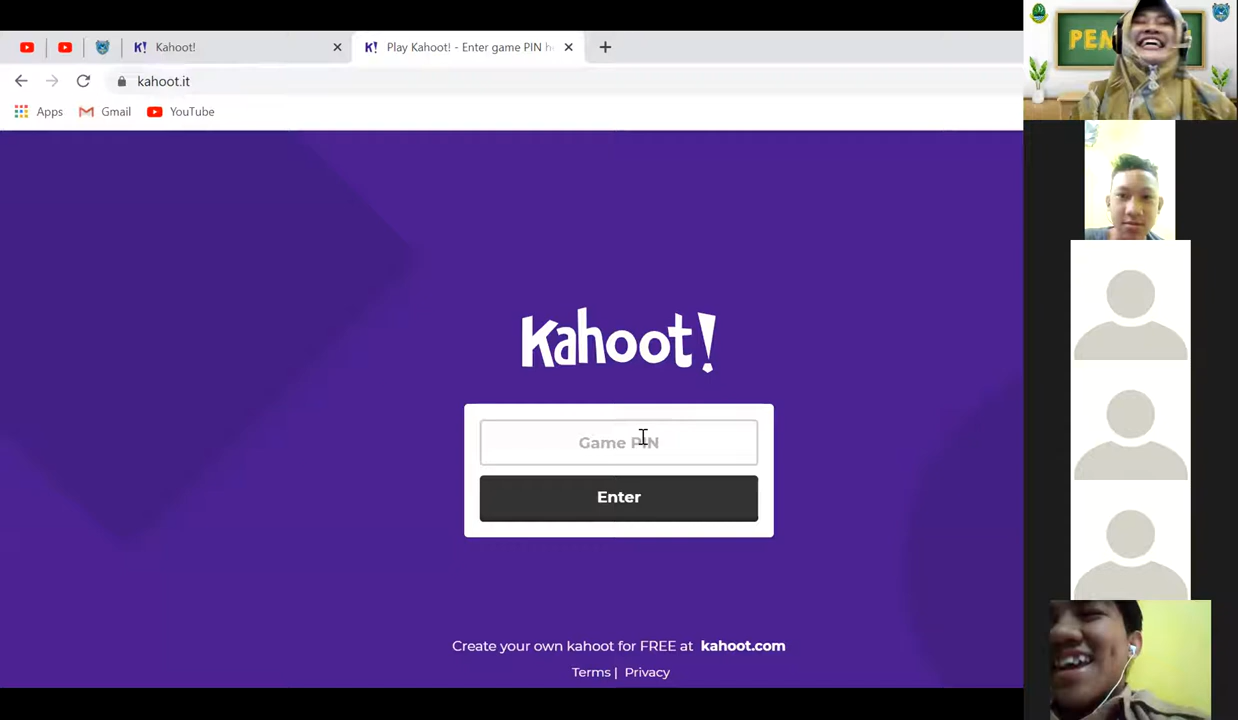 Kahoot!
Play Kahoot! - Enter game PIN h
kahoot.it
Apps
Gmail
YouTube
Kahoot!
Game PIN
Enter
Create your own kahoot for FREE at kahoot.com
Terms | Privacy
PEN